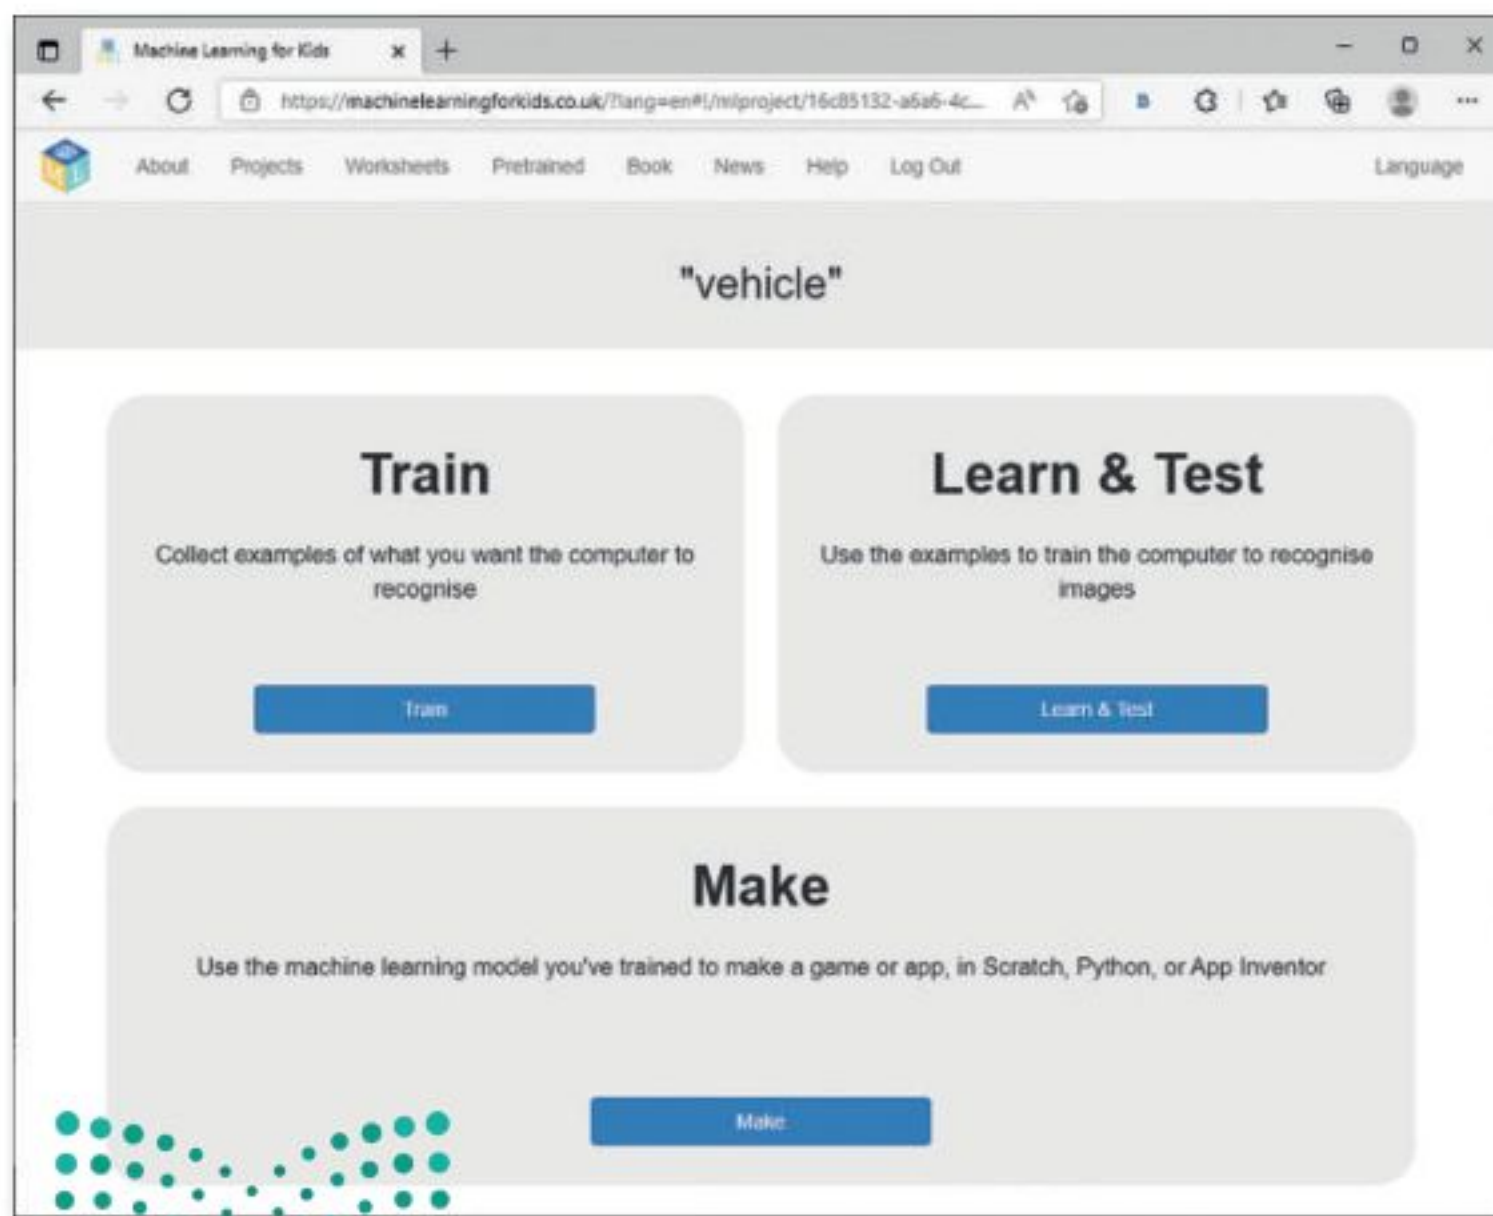 Machine Learning for Kids
https://machinelearningforkids.co.uk/?lang=en#!/mlproject/16c85132-a6a6-4c...
About Projects Worksheets Pretrained Book News Help Log Out Language
"vehicle"
Train
Collect examples of what you want the computer to
recognise
Train
Learn & Test
Use the examples to train the computer to recognise
images
Learn & Test
Make
Use the machine learning model you've trained to make a game or app, in Scratch, Python, or App Inventor
Make